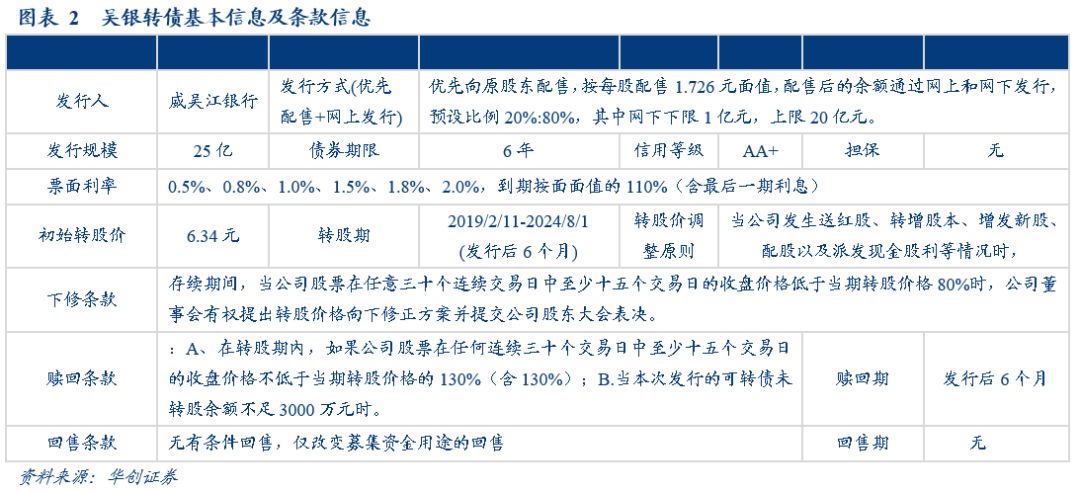 图表 2 吴银转债基本信息及条款信息
发行人
戚吴江银行
发行方式(优先
配售+网上发行)
优先向原股东配售，按每股配售 1.726 元面值，配售后的余额通过网上和网下发行，
预设比例 20%:80%，其中网下下限 1 亿元，上限 20 亿元。
发行规模
25 亿
债券期限
6 年
信用等级
AA+
担保
无
票面利率
0.5%、0.8%、1.0%、1.5%、1.8%、2.0%，到期按面面值的 110%（含最后一期利息）
初始转股价
6.34 元
转股期
2019/2/11-2024/8/1
(发行后 6 个月)
转股价调
整原则
当公司发生送红股、转增股本、增发新股、
配股以及派发现金股利等情况时，
下修条款
存续期间，当公司股票在任意三十个连续交易日中至少十五个交易日的收盘价格低于当期转股价格 80%时，公司董
事会有权提出转股价格向下修正方案并提交公司股东大会表决。
赎回条款
：A、在转股期内，如果公司股票在任何连续三十个交易日中至少十五个交易日
的收盘价格不低于当期转股价格的 130%（含 130%）；B.当本次发行的可转债未
转股余额不足 3000 万元时。
赎回期
发行后 6 个月
回售条款
无有条件回售，仅改变募集资金用途的回售
回售期
无
资料来源：华创证券